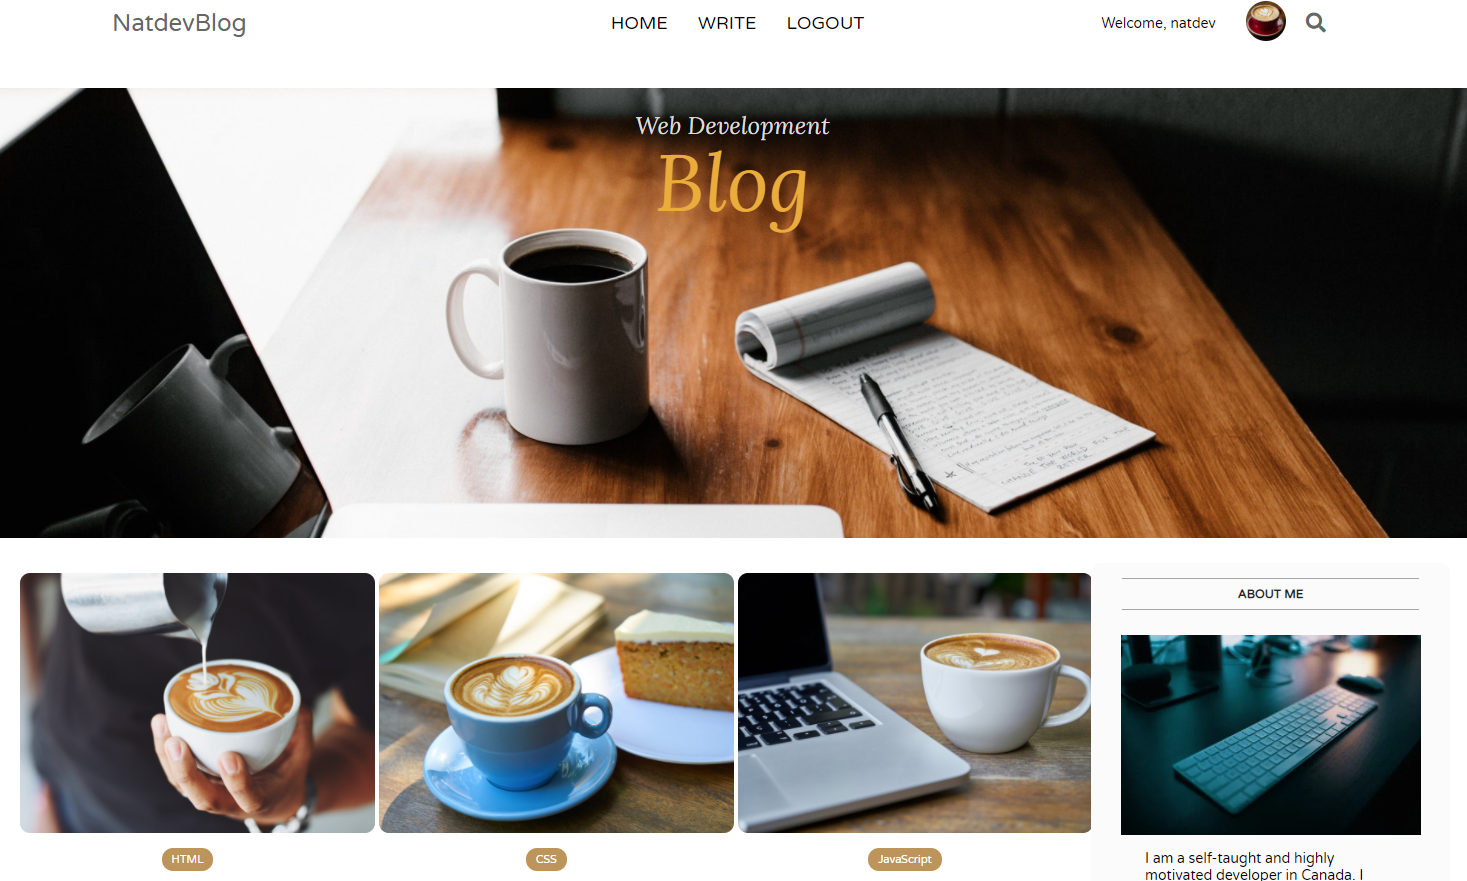 NatdevBlog
HOME WRITE LOGOUT
Welcome, natdev
Web Development
Blog
HTML
CSS
JavaScript
ABOUT ME
I am a self-taught and highly
motivated developer in Canada. I